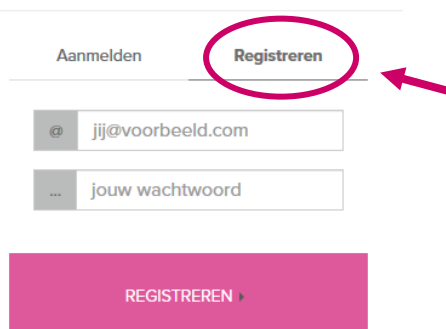 Aanmelden Registreren
@ jij@voorbeeld.com
... jouw wachtwoord
REGISTREREN